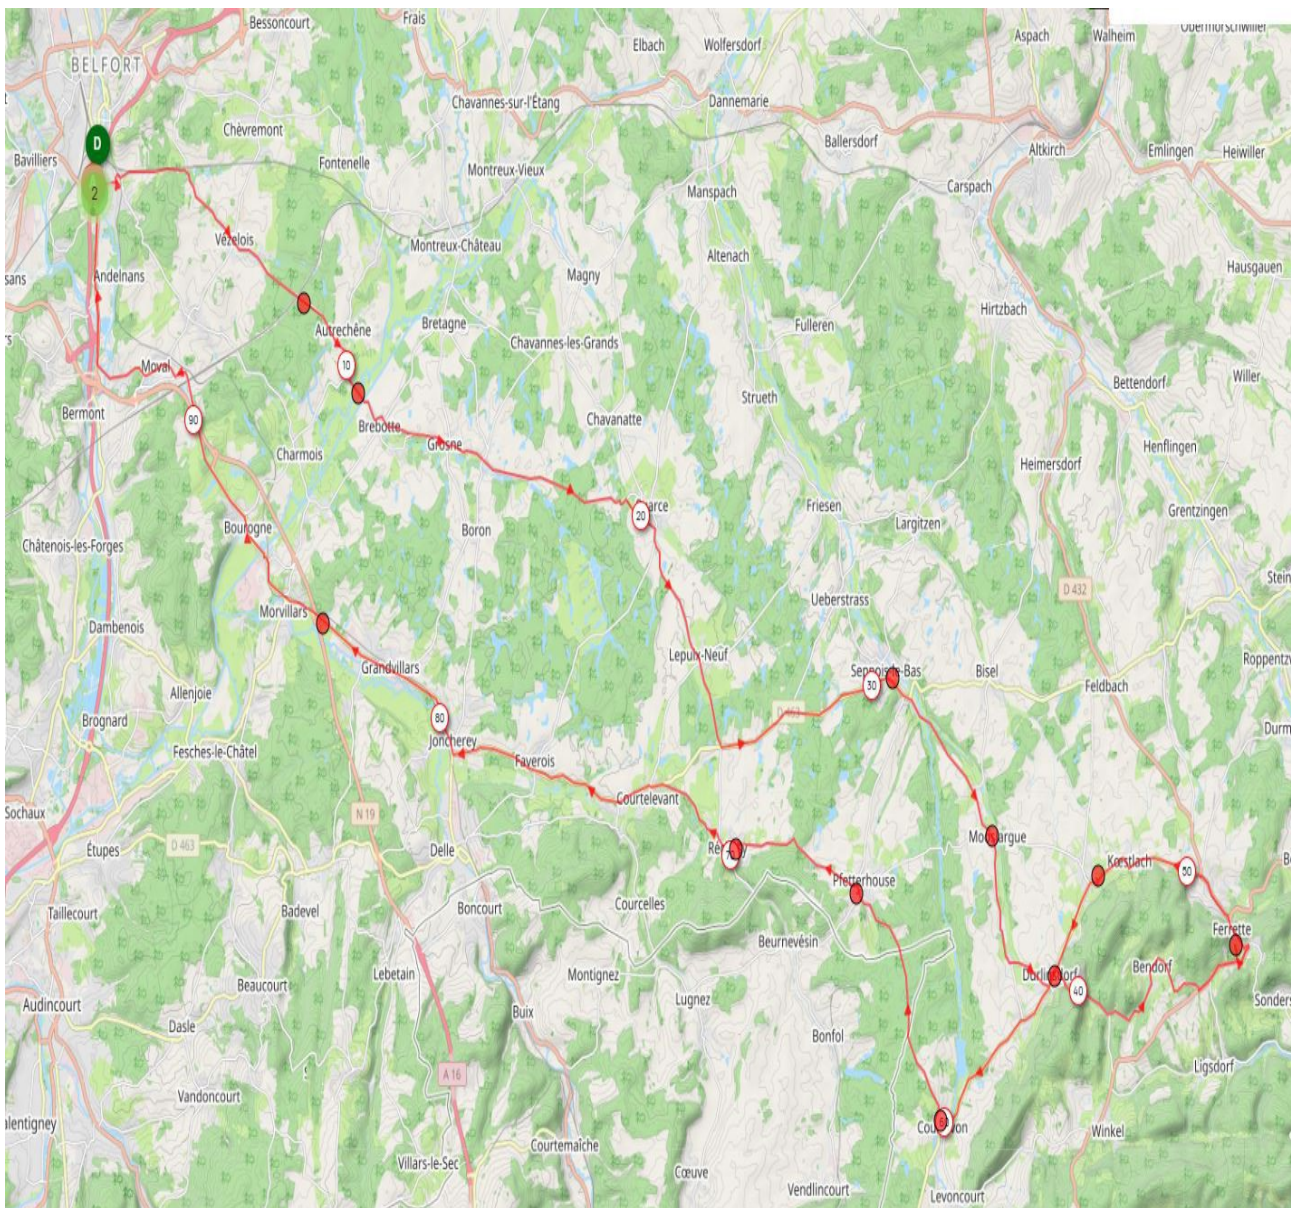 Bessoncourt
Frais
Elbach
Wolfersdorf
Aspach
Walheim
Obermorschwiller
BELFORT
Chavannes-sur-l'Étang
Dannemarie
Chèvremont
Ballersdorf
D
Bavilliers
Fontenelle
Montreux-Vieux
Altkirch
Emlingen
Heiwiller
2
Manspach
Carspach
Vézelois
Montreux-Château
Altenach
Andelnans
Magny
Hausgauen
Hirtzbach
Autrechêne
Bretagne
Fulleren
Chavannes-les-Grands
10
Moval
Willer
Bettendorf
Strueth
Bermont
90
Brebotte
Chavanatte
Grosne
Henflingen
Charmois
Heimersdorf
Friesen
20
Grentzingen
Bourogne
Boron
Largitzen
Châtenois-les-Forges
D 432
Ueberstrass
Morvillars
Dambenois
Lepuix-Neuf
Grandvillars
Bisel
30
Feldbach
Allenjoie
D 463
Brognard
80
Joncherey
Fesches-le-Châtel
Faverois
Courtelevant
Sochaux
N 19
D 463
Étupes
Delle
Kœstlach
50
Pfetterhouse
Taillecourt
Badevel
Boncourt
Courcelles
Ferrette
Beurnevésin
Lebetain
Montignez
Bendorf
Beaucourt
40
Audincourt
Lugnez
Buix
Dasle
Bonfol
A 16
Ligsdorf
Vandoncourt
Winkel
Courtemaîche
Villars-le-Sec
Cœuve
Vendlincourt
Levoncourt